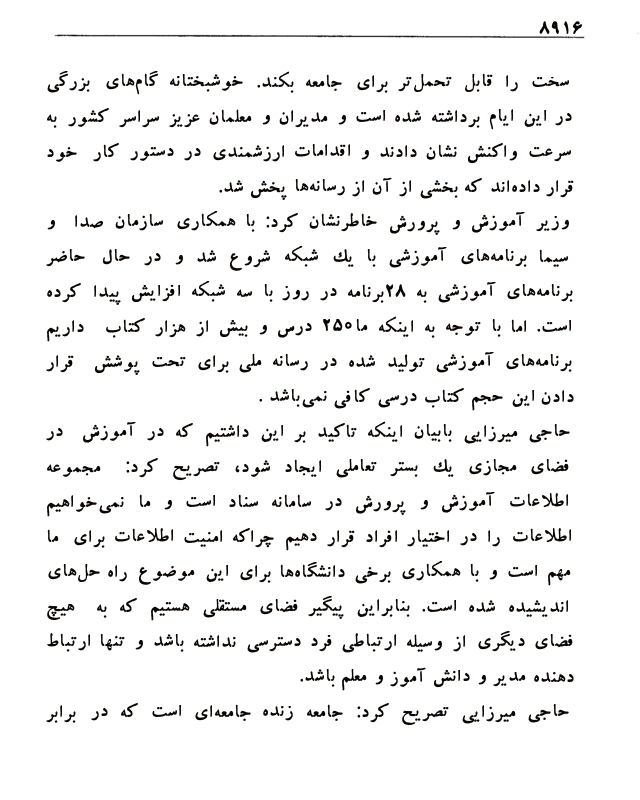 ۸۹۱۶
سخت را قابل تحمل‌تر برای جامعه بکند. خوشبختانه گام‌های بزرگی
در این ایام برداشته شده است و مدیران و معلمان عزیز سراسر کشور به
سرعت واکنش نشان دادند و اقدامات ارزشمندی در دستور کار خود
قرار داده‌اند که بخشی از آن از رسانه‌ها پخش شد.
وزیر آموزش و پرورش خاطرنشان کرد: با همکاری سازمان صدا و
سیما برنامه‌های آموزشی با یك شبکه شروع شد و در حال حاضر
برنامه‌های آموزشی به ۲۸برنامه در روز با سه شبکه افزایش پیدا کرده
است. اما با توجه به اینکه ما۲۵۰ درس و بیش از هزار کتاب داریم
برنامه‌های آموزشی تولید شده در رسانه ملی برای تحت پوشش قرار
دادن این حجم کتاب درسی کافی نمی‌باشد .
حاجی میرزایی بابیان اینکه تاکید بر این داشتیم که در آموزش در
فضای مجازی یك بستر تعاملی ایجاد شود، تصریح کرد: مجموعه
اطلاعات آموزش و پرورش در سامانه سناد است و ما نمی‌خواهیم
اطلاعات را در اختیار افراد قرار دهیم چراکه امنیت اطلاعات برای ما
مهم است و با همکاری برخی دانشگاه‌ها برای این موضوع راه حل‌های
اندیشیده شده است. بنابراین پیگیر فضای مستقلی هستیم که به هیچ
فضای دیگری از وسیله ارتباطی فرد دسترسی نداشته باشد و تنها ارتباط
دهنده مدیر و دانش آموز و معلم باشد.
حاجی میرزایی تصریح کرد: جامعه زنده جامعه‌ای است که در برابر